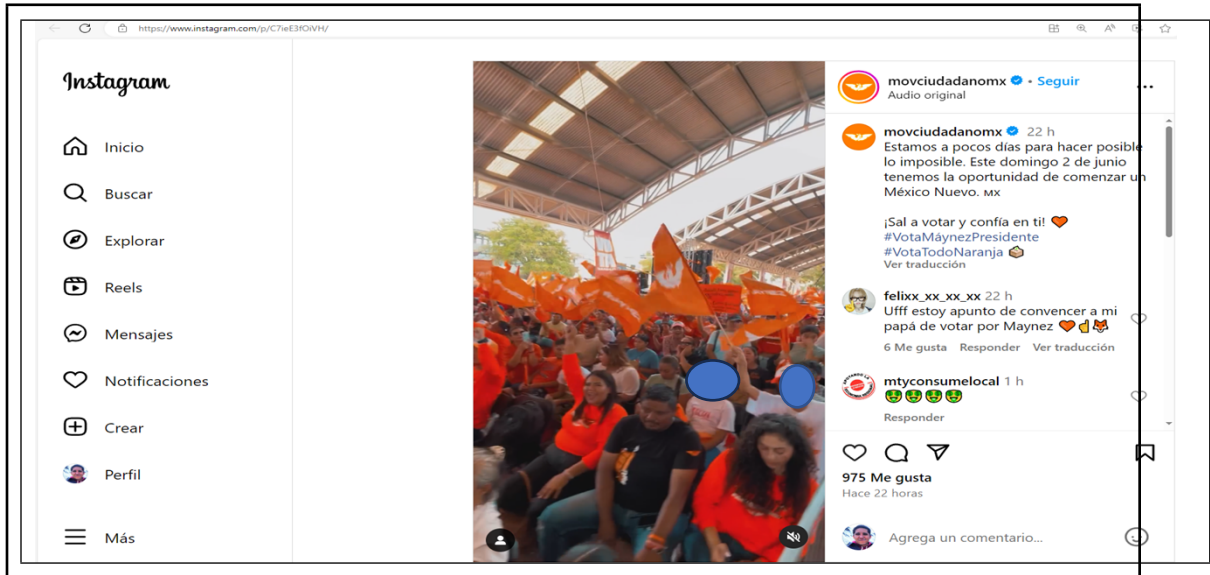 https://www.instagram.com/p/C7ieE3fOiVH/
Instagram
Inicio
Buscar
Explorar
Reels
Mensajes
Notificaciones
Crear
Perfil
Más
movciudadanomx • Seguir
Audio original
movciudadanomx 22 h
Estamos a pocos días para hacer posible
lo imposible. Este domingo 2 de junio
tenemos la oportunidad de comenzar un
México Nuevo. MX
¡Sal a votar y confía en ti! 🧡
#VotaMáynezPresidente
#VotaTodoNaranja 🗳️
Ver traducción
felixx_xx_xx_xx 22 h
Ufff estoy apunto de convencer a mi
papá de votar por Maynez 🧡☝️🦊
6 Me gusta Responder Ver traducción
mtyconsumelocal 1 h
🤮🤮🤮🤮
Responder
975 Me gusta
Hace 22 horas
Agrega un comentario...